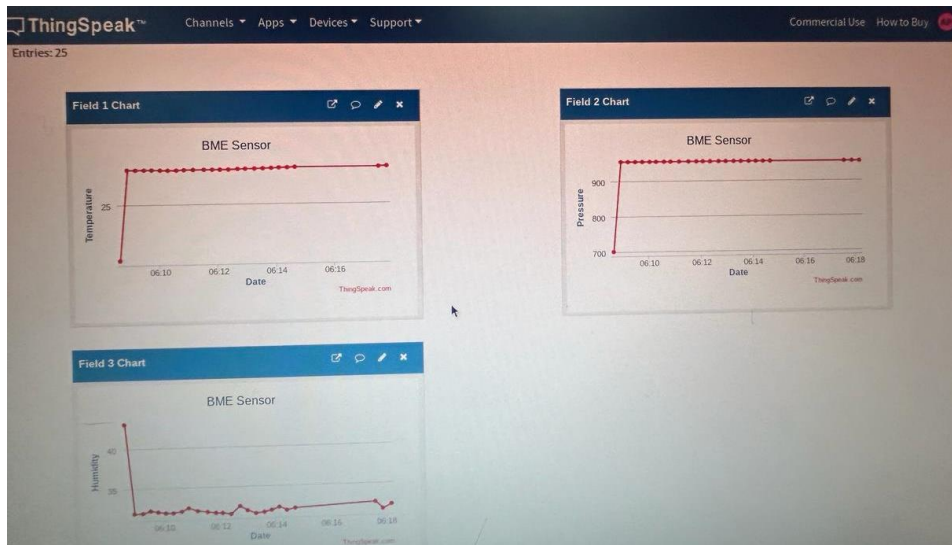 ThingSpeak™ Channels Apps Devices Support Commercial Use How to Buy
Entries: 25
Field 1 Chart
BME Sensor
Temperature
25
06:10 06:12 06:14 06:16
Date
ThingSpeak.com
Field 2 Chart
BME Sensor
Pressure
900
800
700
06:10 06:12 06:14 06:16 06:18
Date
ThingSpeak.com
Field 3 Chart
BME Sensor
Humidity
40
35
06:10 06:12 06:14 06:16 06:18
Date
ThingSpeak.com